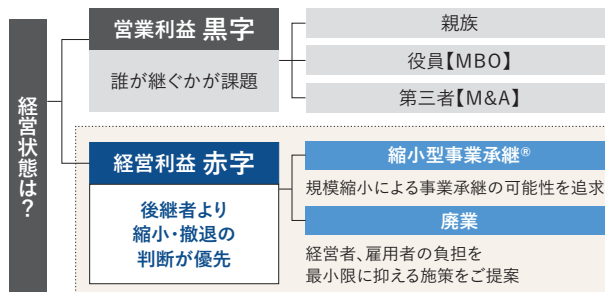 経営状態は？
営業利益 黒字
誰が継ぐかが課題
親族
役員【MBO】
第三者【M&A】
経営利益 赤字
後継者より
縮小・撤退の
判断が優先
縮小型事業承継®
規模縮小による事業承継の可能性を追求
廃業
経営者、雇用者の負担を
最小限に抑える施策をご提案